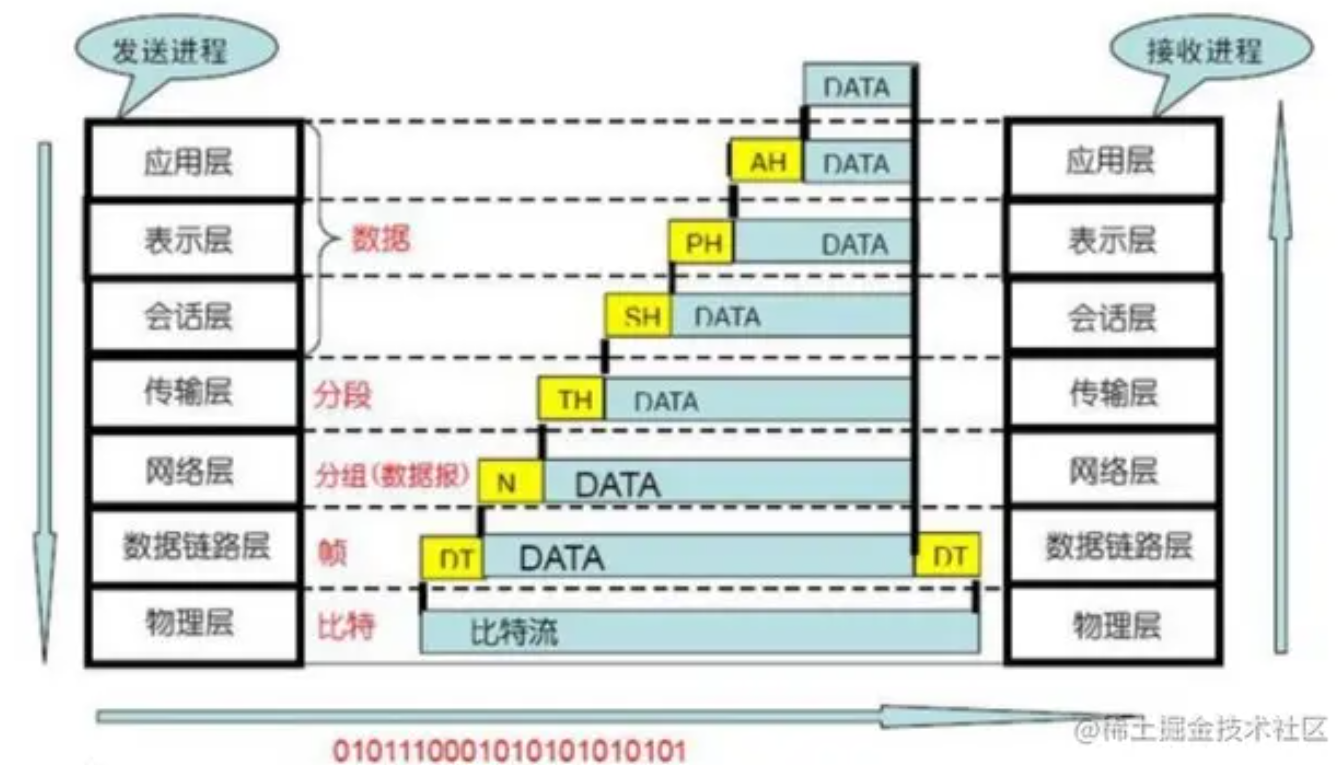 发送进程
接收进程
DATA
应用层
AH
DATA
应用层
表示层
数据
PH
DATA
表示层
会话层
SH
DATA
会话层
传输层
分段
TH
DATA
传输层
网络层
分组(数据报)
N
DATA
网络层
数据链路层
帧
DT
DATA
DT
数据链路层
物理层
比特
比特流
物理层
@稀土掘金技术社区
0101110001010101010101